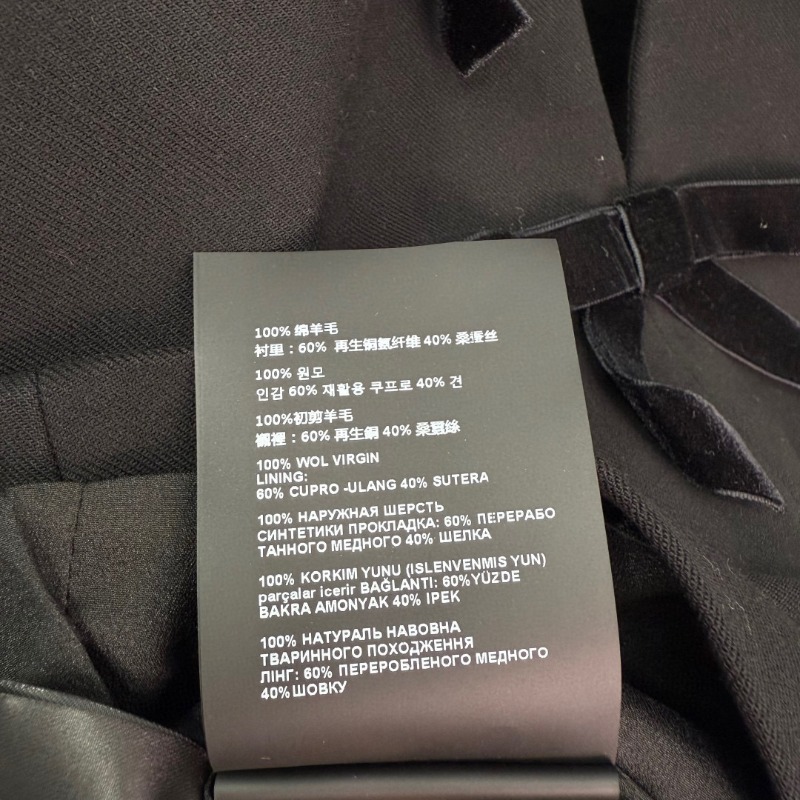 100% 绵羊毛
衬里：60% 再生铜氨纤维 40% 桑蚕丝
100% 원모
인감 60% 재활용 쿠프로 40% 견
100%初剪羊毛
襯裡：60% 再生銅 40% 桑蠶絲
100% WOL VIRGIN
LINING:
60% CUPRO -ULANG 40% SUTERA
100% НАРУЖНАЯ ШЕРСТЬ
СИНТЕТИКИ ПРОКЛАДКА: 60% ПЕРЕРАБО
ТАННОГО МЕДНОГО 40% ШЕЛКА
100% KORKIM YUNU (ISLENVENMIS YUN)
parçalar icerir BAĞLANTI: 60%YÜZDE
BAKRA AMONYAK 40% IPEK
100% НАТУРАЛЬ НАВОВНА
ТВАРИННОГО ПОХОДЖЕННЯ
ЛІНГ: 60% ПЕРЕРОБЛЕНОГО МЕДНОГО
40%ШОВКУ